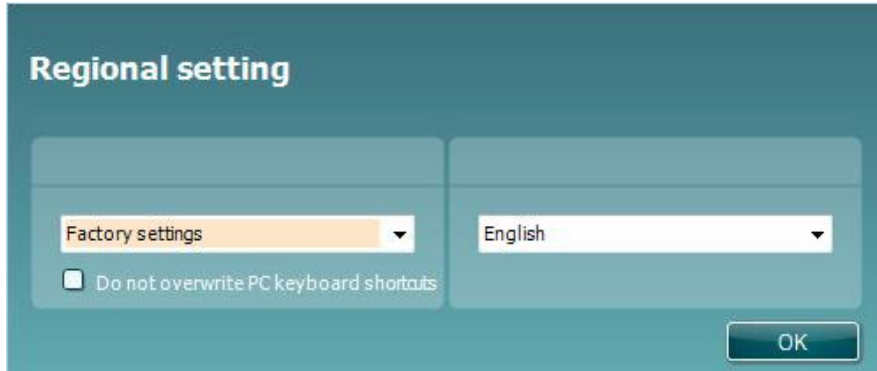 Regional setting
Factory settings
English
Do not overwrite PC keyboard shortcuts
OK